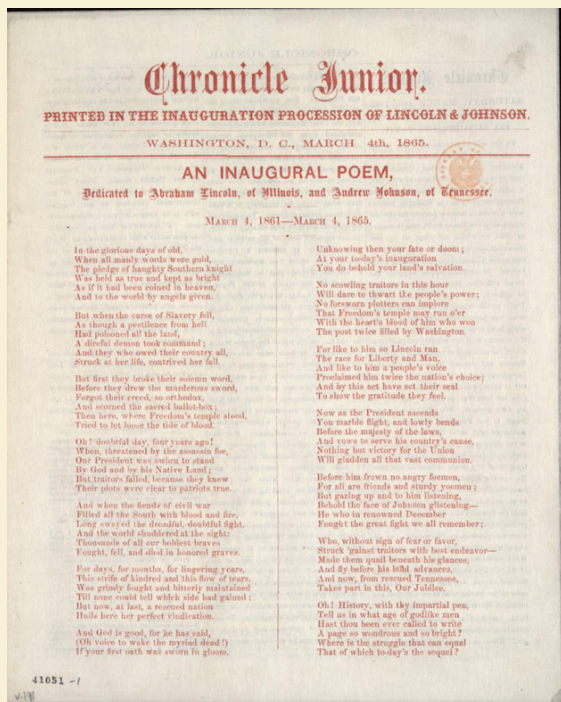 Chronicle Junior.
PRINTED IN THE INAUGURATION PROCESSION OF LINCOLN & JOHNSON.
WASHINGTON, D. C., MARCH 4th, 1865.
AN INAUGURAL POEM,
Dedicated to Abraham Lincoln, of Illinois, and Andrew Johnson, of Tennessee.
MARCH 4, 1861—MARCH 4, 1865.
In the glorious days of old,
When all manly words were gold,
The pledge of haughty Southern knight
Was held as true and kept as bright
As if it had been coined in heaven,
And to the world by angels given.
But when the curse of Slavery fell,
As though a pestilence from hell
Had poisoned all the land,
A direful demon took command;
And they who owed their country all,
Struck at her life, contrived her fall.
But first they broke their solemn word,
Before they drew the murderous sword,
Forgot their creed, so orthodox,
And scorned the sacred ballot-box;
Then here, where Freedom's temple stood,
Tried to let loose the tide of blood.
Oh! doubtful day, four years ago!
When, threatened by the assassin foe,
Our President was sworn to stand
By God and by his Native Land;
But traitors failed, because they knew
Their plots were clear to patriots true.
And when the fiends of civil war
Filled all the South with blood and fire,
Long swayed the dreadful, doubtful fight,
And the world shuddered at the sight:
Thousands of all our boldest braves
Fought, fell, and died in honored graves.
For days, for months, for lingering years,
This strife of kindred and this flow of tears,
Was grimly fought and bitterly maintained
Till none could tell which side had gained;
But now, at last, a rescued nation
Hails here her perfect vindication.
And God is good, for he has said,
(Oh voice to wake the myriad dead!)
If your first oath was sworn in gloom,
Unknowing then your fate or doom;
At your to-day's inauguration
You do behold your land's salvation.
No scowling traitors in this hour
Will dare to thwart the people's power;
No forsworn plotters can implore
That Freedom's temple may run o'er
With the heart's blood of him who won
The post twice filled by Washington.
For like to him so Lincoln ran
The race for Liberty and Man,
And like to him a people's voice
Proclaimed him twice the nation's choice;
And by this act have set their seal
To show the gratitude they feel.
Now as the President ascends
Yon marble flight, and lowly bends
Before the majesty of the laws,
And vows to serve his country's cause,
Nothing but victory for the Union
Will gladden all that vast communion.
Before him frown no angry foemen,
For all are friends and sturdy yoemen;
But gazing up and to him listening,
Behold the face of Johnson glistening—
He who in renowned December
Fought the great fight we all remember;
Who, without sign of fear or favor,
Struck 'gainst traitors with best endeavor—
Made them quail beneath his glances,
And fly before his bold advances,
And now, from rescued Tennessee,
Takes part in this, Our Jubilee.
Oh! History, with thy impartial pen,
Tell us in what age of godlike men
Hast thou been ever called to write
A page so wondrous and so bright?
Where is the struggle that can equal
That of which to-day's the sequel?
41051 -1